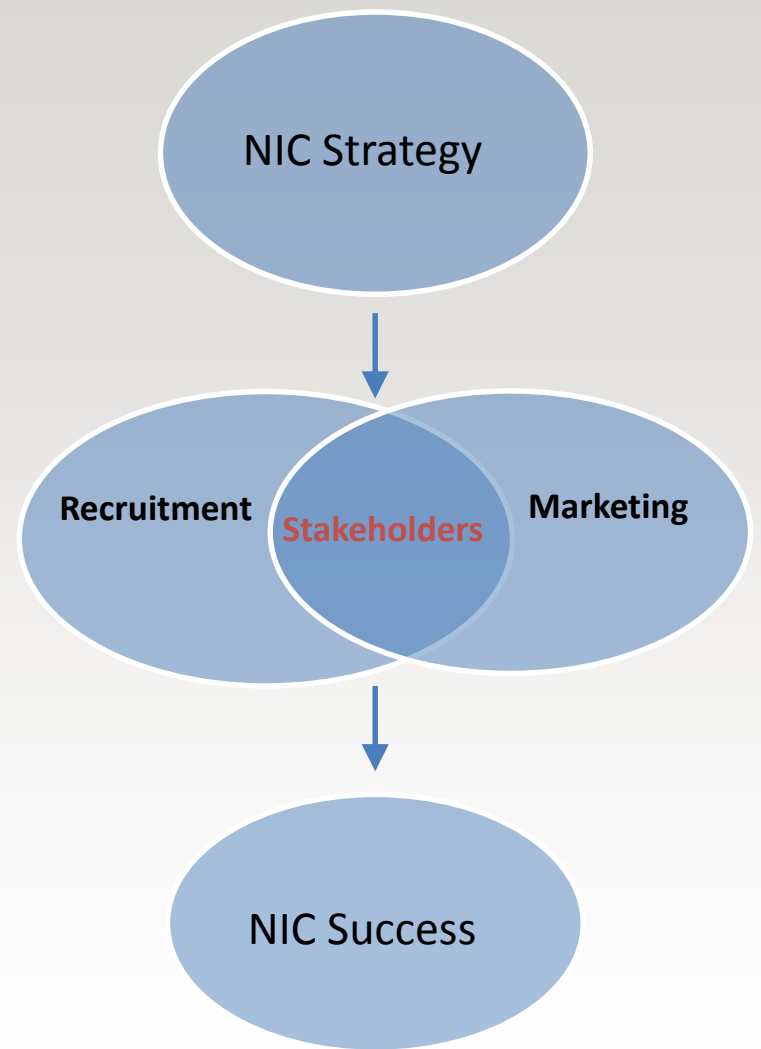 NIC Strategy
Recruitment
Stakeholders
Marketing
NIC Success